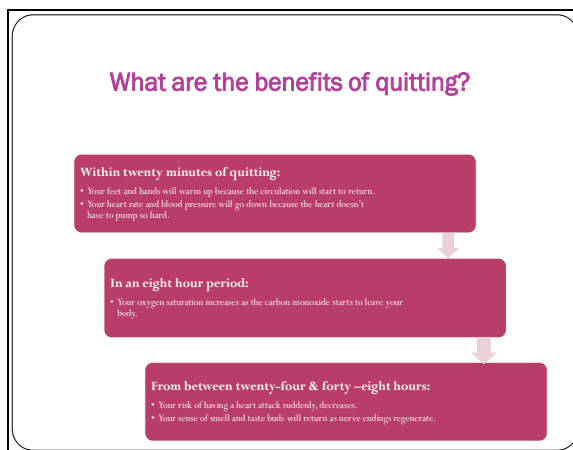 What are the benefits of quitting?
Within twenty minutes of quitting:
• Your feet and hands will warm up because the circulation will start to return.
• Your heart rate and blood pressure will go down because the heart doesn't
have to pump so hard.
In an eight hour period:
• Your oxygen saturation increases as the carbon monoxide starts to leave your
body.
From between twenty-four & forty –eight hours:
• Your risk of having a heart attack suddenly, decreases.
• Your sense of smell and taste buds will return as nerve endings regenerate.